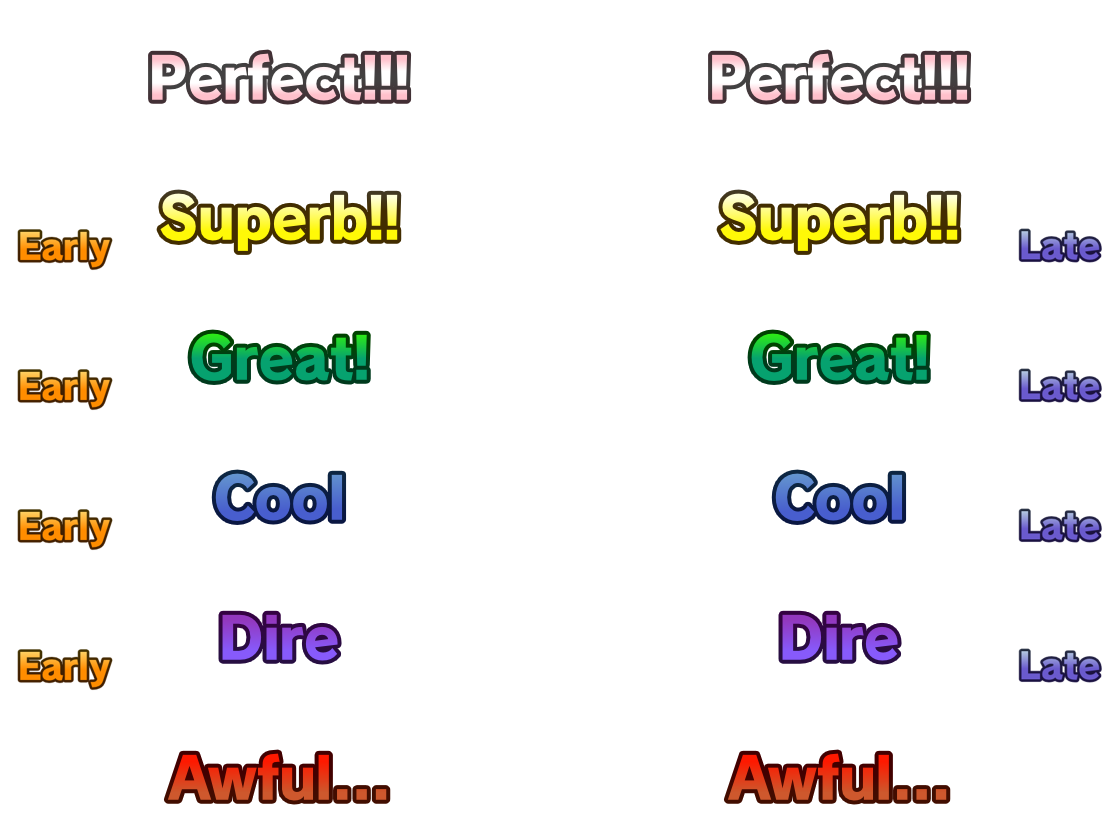 Perfect!!! Perfect!!!
Early Superb!! Superb!! Late
Early Great! Great! Late
Early Cool Cool Late
Early Dire Dire Late
Awful... Awful...